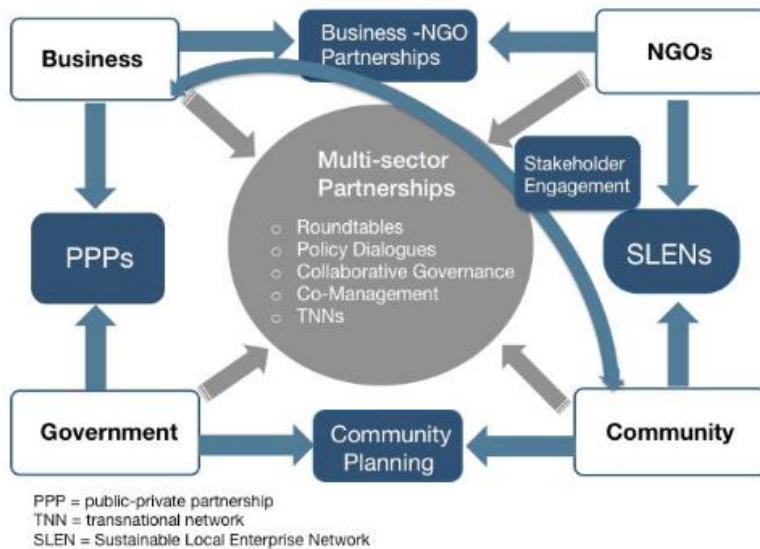 Business
Business -NGO
Partnerships
NGOs
Multi-sector
Partnerships
Stakeholder
Engagement
○ Roundtables
○ Policy Dialogues
○ Collaborative Governance
○ Co-Management
○ TNNs
PPPs
SLENs
Government
Community
Planning
Community
PPP = public-private partnership
TNN = transnational network
SLEN = Sustainable Local Enterprise Network